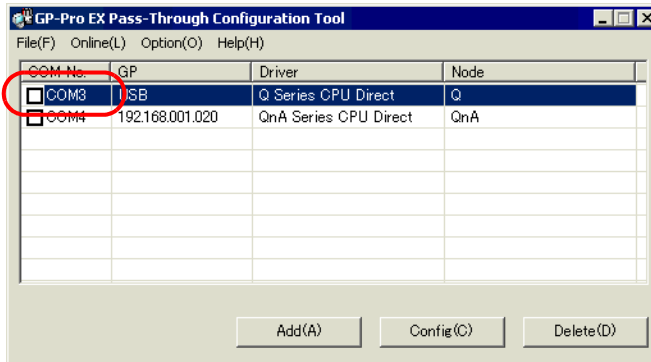 GP-Pro EX Pass-Through Configuration Tool
File(F) Online(L) Option(O) Help(H)
COM-No. GP Driver Node
COM3 USB Q Series CPU Direct Q
COM4 192.168.001.020 QnA Series CPU Direct QnA
Add(A) Config(C) Delete(D)